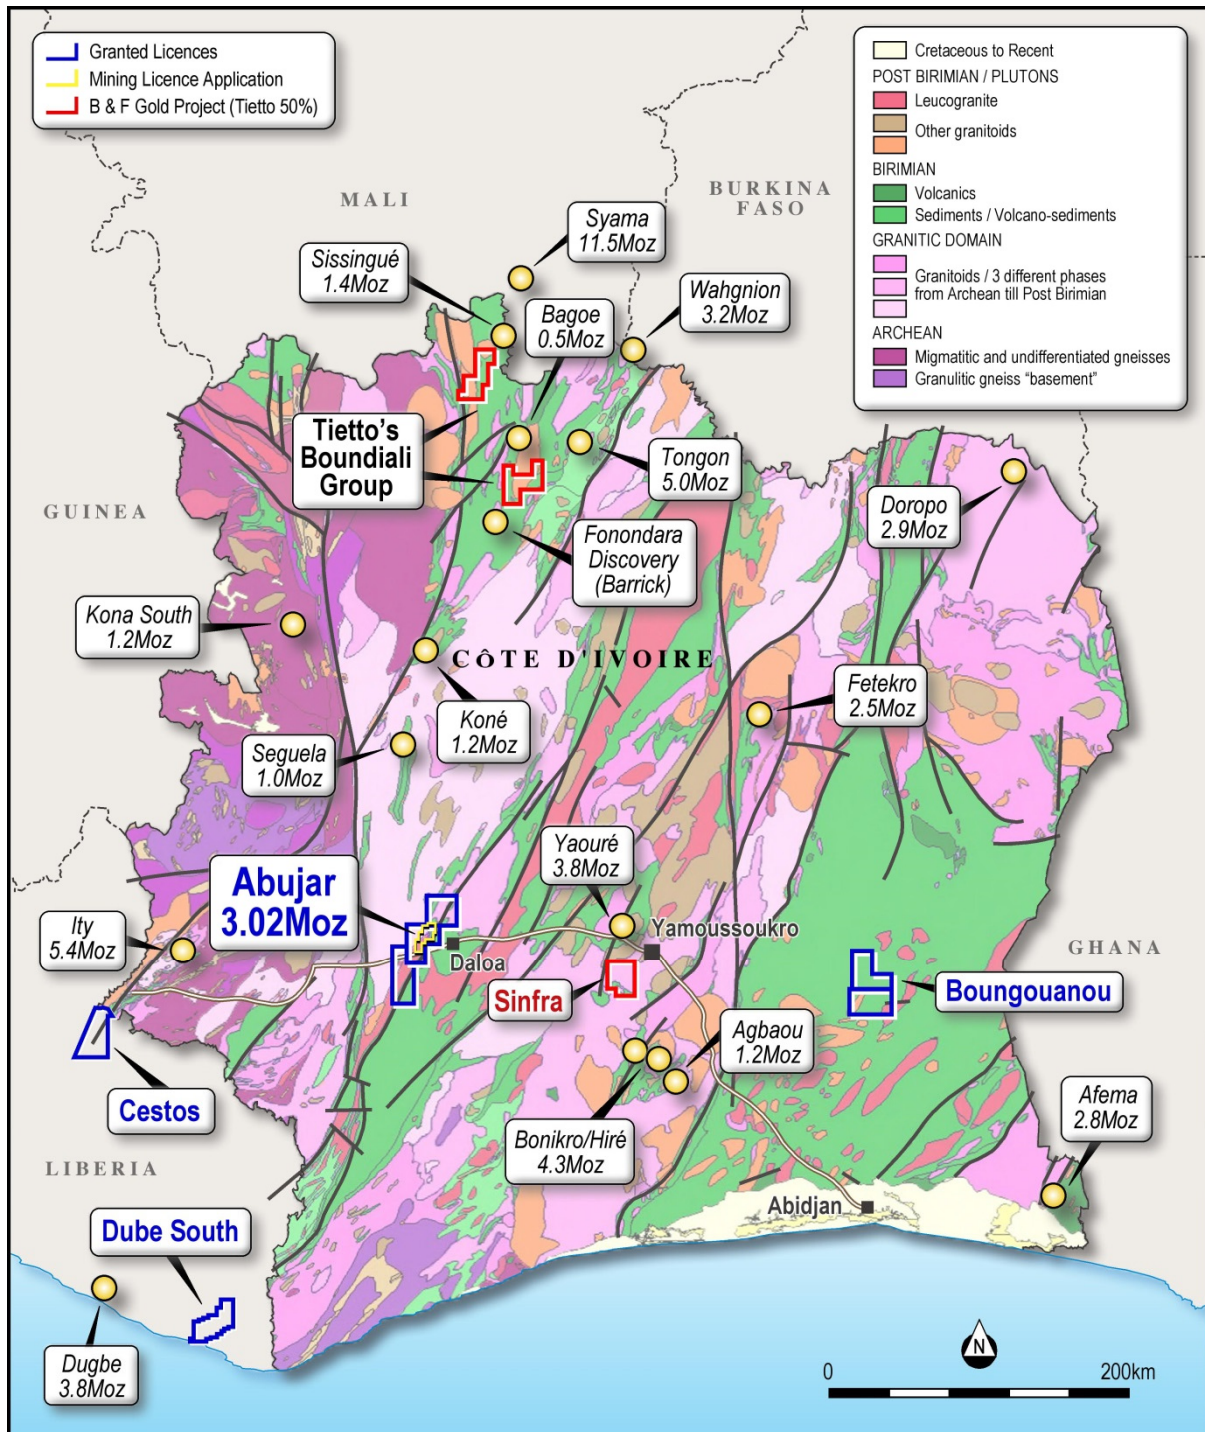 Granted Licences
Mining Licence Application
B & F Gold Project (Tietto 50%)
Cretaceous to Recent
POST BIRIMIAN / PLUTONS
Leucogranite
Other granitoids
BIRIMIAN
Volcanics
Sediments / Volcano-sediments
GRANITIC DOMAIN
Granitoids / 3 different phases
from Archean till Post Birimian
ARCHEAN
Migmatitic and undifferentiated gneisses
Granulitic gneiss “basement”
MALI
BURKINA
FASO
Syama
11.5Moz
Sissingué
1.4Moz
Wahgnion
3.2Moz
Bagoe
0.5Moz
Tietto’s
Boundiali
Group
Tongon
5.0Moz
Doropo
2.9Moz
GUINEA
Fonondara
Discovery
(Barrick)
Kona South
1.2Moz
CÔTE D'IVOIRE
Fetekro
2.5Moz
Koné
1.2Moz
Seguela
1.0Moz
Yaouré
3.8Moz
Abujar
3.02Moz
Ity
5.4Moz
Yamoussoukro
Daloa
GHANA
Sinfra
Boungouanou
Agbaou
1.2Moz
Cestos
Afema
2.8Moz
Bonikro/Hiré
4.3Moz
LIBERIA
Abidjan
Dube South
Dugbe
3.8Moz
N
0
200km